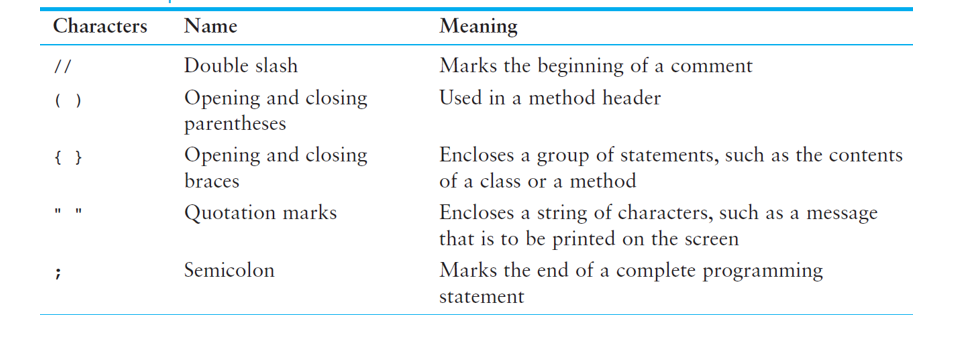 Characters Name Meaning
// Double slash Marks the beginning of a comment
( ) Opening and closing Used in a method header
parentheses
{ } Opening and closing Encloses a group of statements, such as the contents
braces of a class or a method
" " Quotation marks Encloses a string of characters, such as a message
that is to be printed on the screen
; Semicolon Marks the end of a complete programming
statement